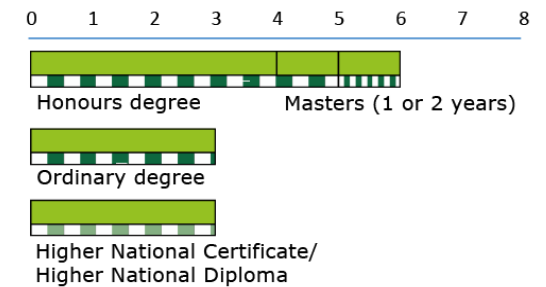 0 1 2 3 4 5 6 7 8
Honours degree Masters (1 or 2 years)
Ordinary degree
Higher National Certificate/
Higher National Diploma